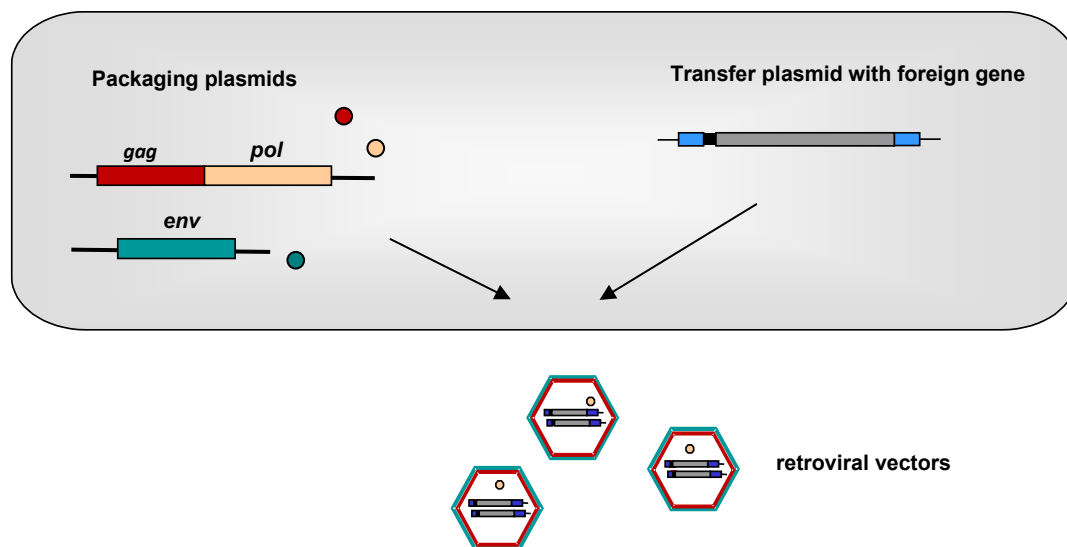 Packaging plasmids
Transfer plasmid with foreign gene
gag
pol
env
retroviral vectors